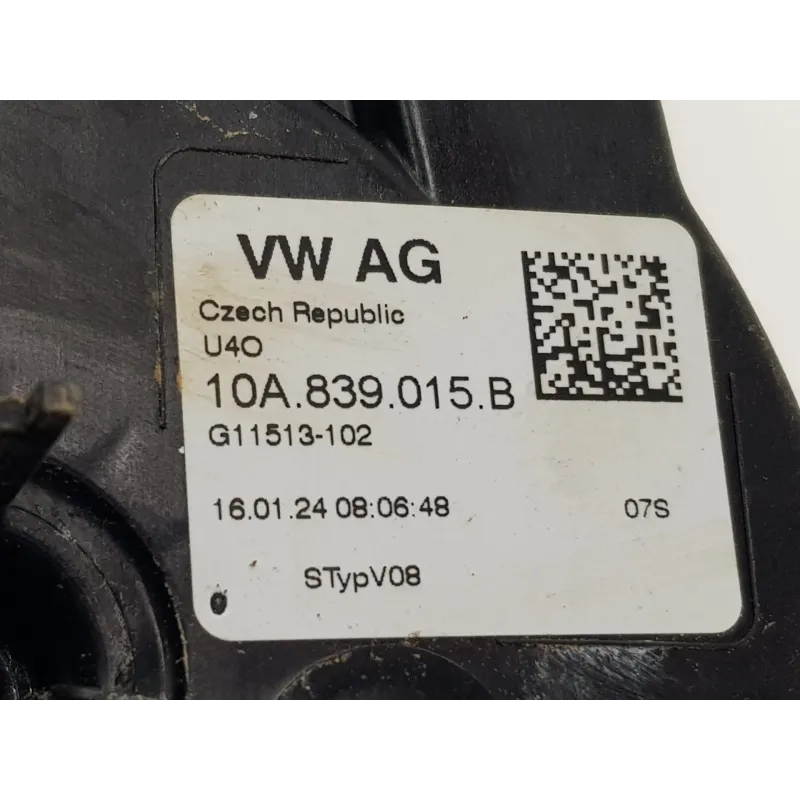 VW AG
Czech Republic
U4O
10A.839.015.B
G11513-102
16.01.24 08:06:48 07S
STypV08